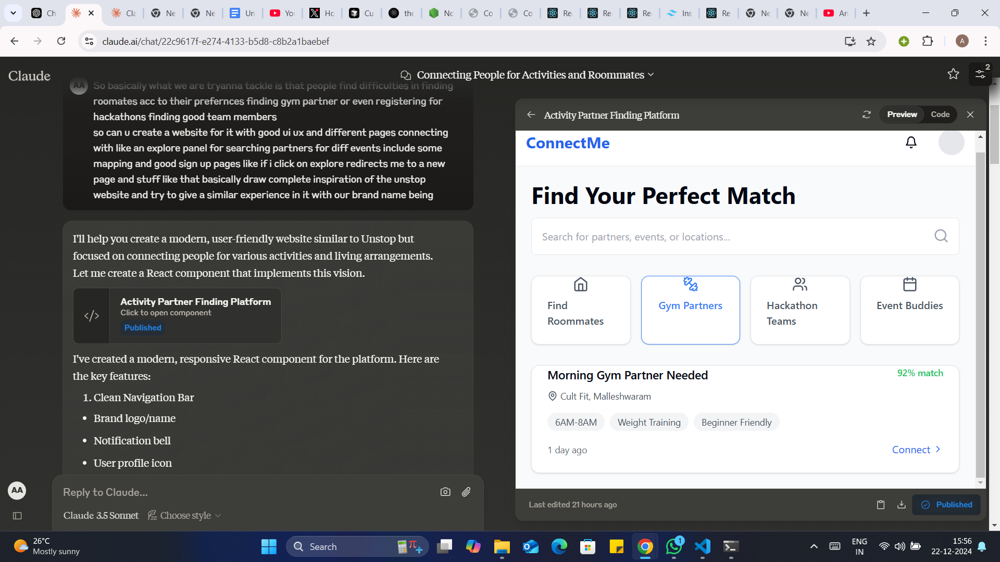 Ch
Cla
Ne
Ne
Un
You
Ho
Cu
the
No
Co
Co
Re
Re
Re
Ins
Re
Ne
Ne
An
claude.ai/chat/22c9617f-e274-4133-b5d8-c8b2a1baebef
A
Claude
Connecting People for Activities and Roommates
2
AA
So basically what we are tryanna tackle is that people find difficulties in finding
roomates acc to their prefernces finding gym partner or even registering for
hackathons finding good team members
so can u create a website for it with good ui ux and different pages connecting
with like an explore panel for searching partners for diff events include some
mapping and good sign up pages like if i click on explore redirects me to a new
page and stuff like that basically draw complete inspiration of the unstop
website and try to give a similar experience in it with our brand name being
I'll help you create a modern, user-friendly website similar to Unstop but
focused on connecting people for various activities and living arrangements.
Let me create a React component that implements this vision.
</>
Activity Partner Finding Platform
Click to open component
Published
I've created a modern, responsive React component for the platform. Here are
the key features:
1. Clean Navigation Bar
• Brand logo/name
• Notification bell
• User profile icon
AA
Reply to Claude...
Claude 3.5 Sonnet
Choose style
Activity Partner Finding Platform
Preview
Code
ConnectMe
Find Your Perfect Match
Search for partners, events, or locations...
Find
Roommates
Gym Partners
Hackathon
Teams
Event Buddies
Morning Gym Partner Needed
92% match
Cult Fit, Malleshwaram
6AM-8AM
Weight Training
Beginner Friendly
1 day ago
Connect
Last edited 21 hours ago
Published
26°C
Mostly sunny
Search
1
ENG
IN
15:56
22-12-2024